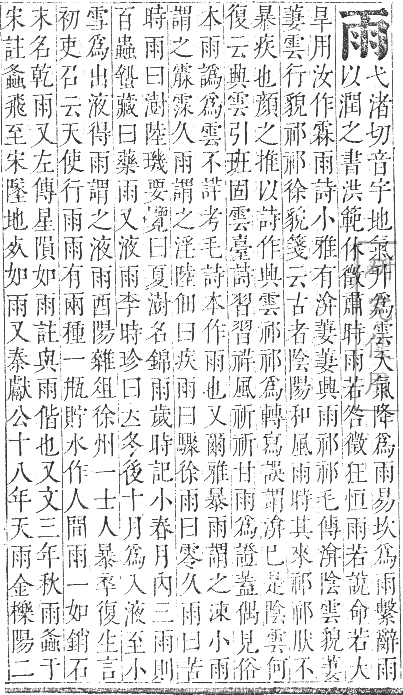 雨
弋渚切音宇地氣升爲雲天氣降爲雨易坎爲雨繫辭雨
以潤之書洪範休徵肅時雨若咎徵狂恒雨若說命若大
旱用汝作霖雨詩小雅有渰萋萋興雨祁祁毛傳渰陰雲貌萋
萋雲行貌祁祁徐貌箋云古者陰陽和風雨時其來祁祁肰不
暴疾也顏之推以詩作興雲祁祁爲轉寫誤謂渰已是陰雲何
復云興雲引班固靈臺詩習習祥風祈祈甘雨爲證蓋偶見俗
本雨譌爲雲不詳考毛詩本作雨也又爾雅暴雨謂之涷小雨
謂之霡霂久雨謂之淫陸佃曰疾雨曰驟徐雨曰零久雨曰苦
時雨曰澍陸璣要覽曰夏澍名錦雨歲時記小春月內三雨則
百蟲蟄藏曰藥雨又液雨李時珍曰立冬後十月爲入液至小
雪爲出液得雨謂之液雨酉陽雜俎徐州一士人暴卒復生言
初吏召云天使行雨雨有兩種一瓶貯水作人間雨一如銷石
末名乾雨又左傳星隕如雨註與雨偕也又文三年秋雨螽于
宋註螽飛至宋墜地死如雨又秦獻公十八年天雨金櫟陽二